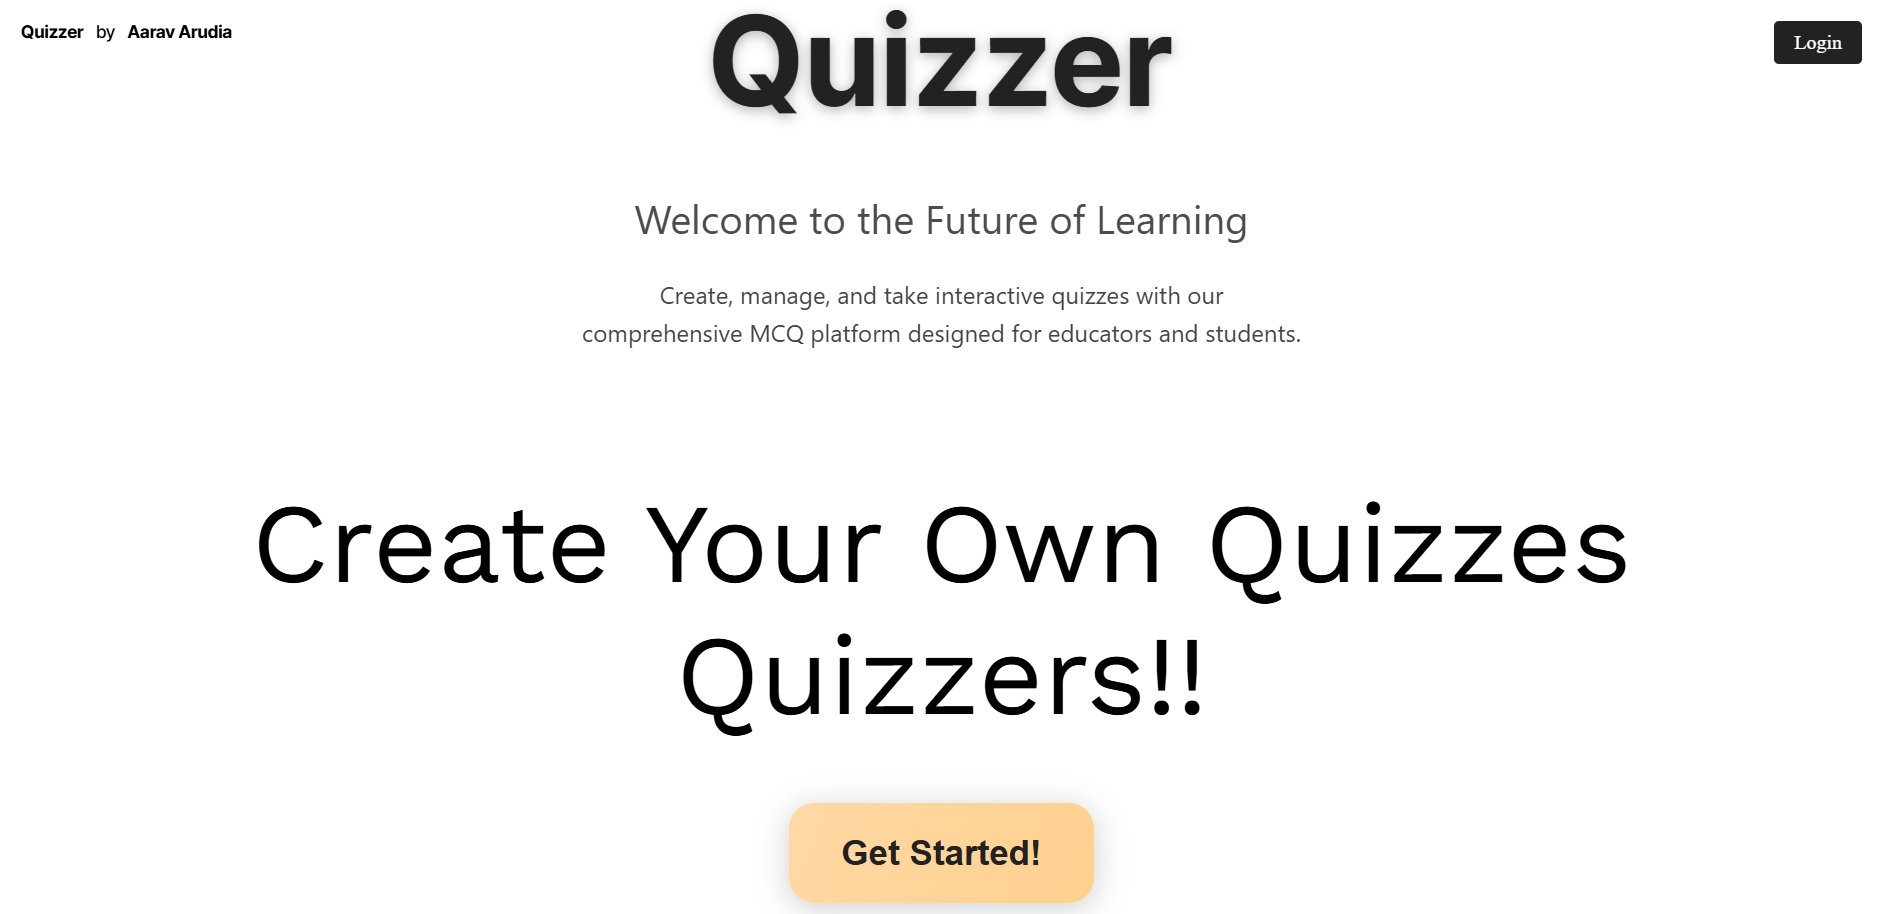 Quizzer by Aarav Arudia
Quizzer
Login
Welcome to the Future of Learning
Create, manage, and take interactive quizzes with our
comprehensive MCQ platform designed for educators and students.
Create Your Own Quizzes
Quizzers!!
Get Started!